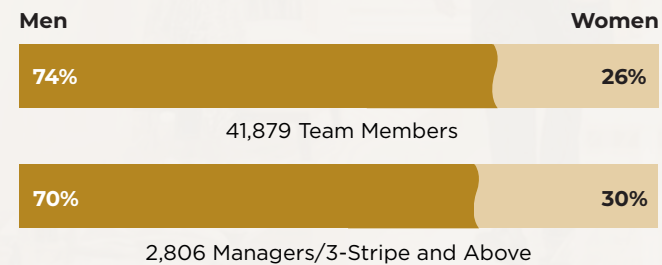 Men Women
74% 26%
41,879 Team Members
70% 30%
2,806 Managers/3-Stripe and Above